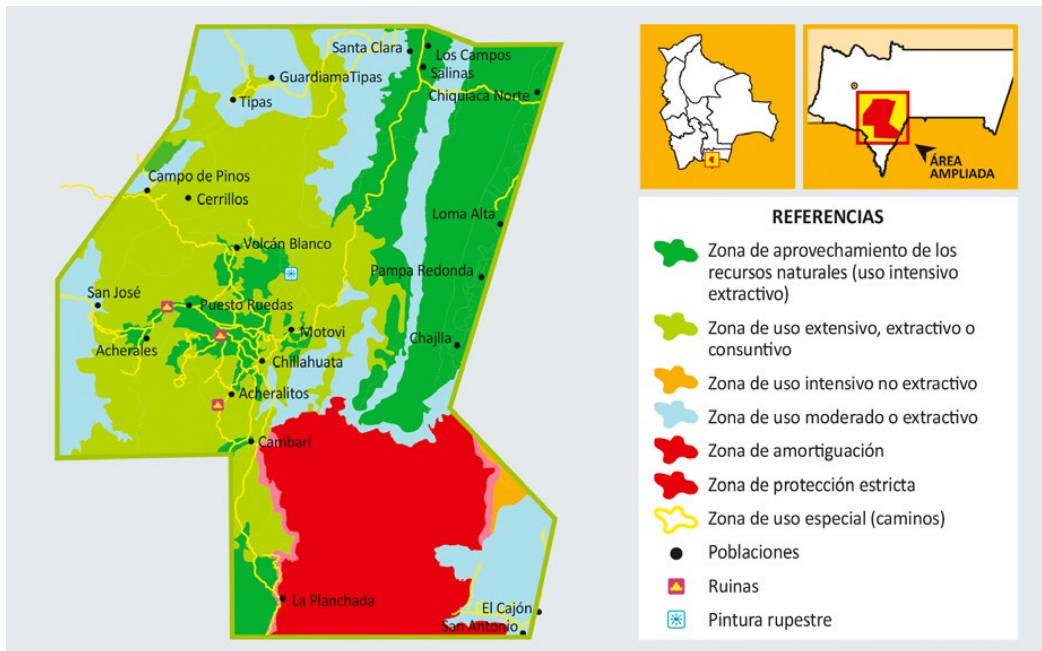 Santa Clara
Los Campos
Salinas
GuardiamaTipas
Chiquiaca Norte
Tipas
Campo de Pinos
Cerrillos
Loma Alta
Volcán Blanco
Pampa Redonda
San José
Puesto Ruedas
Motovi
Acherales
Chajlla
Chillahuata
Acheralitos
Cambarí
La Planchada
El Cajón
San Antonio
ÁREA
AMPLIADA
REFERENCIAS
Zona de aprovechamiento de los
recursos naturales (uso intensivo
extractivo)
Zona de uso extensivo, extractivo o
consuntivo
Zona de uso intensivo no extractivo
Zona de uso moderado o extractivo
Zona de amortiguación
Zona de protección estricta
Zona de uso especial (caminos)
Poblaciones
Ruinas
Pintura rupestre